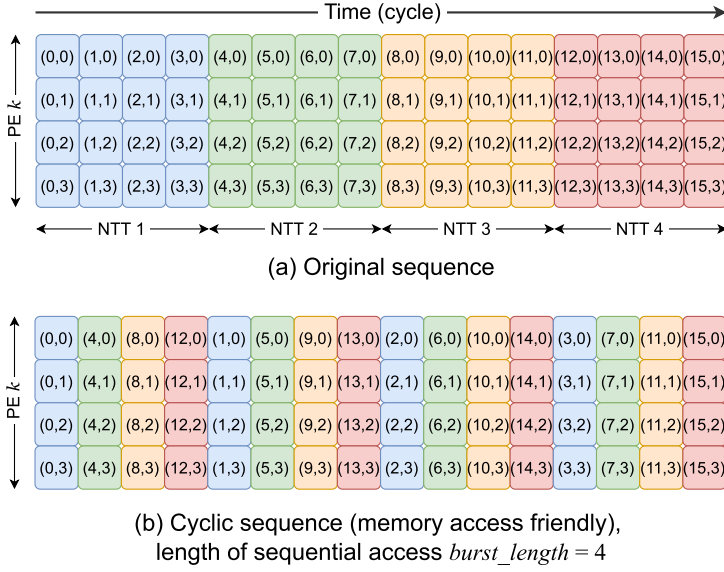 Time (cycle)
PE k
(0,0) (1,0) (2,0) (3,0) (4,0) (5,0) (6,0) (7,0) (8,0) (9,0) (10,0) (11,0) (12,0) (13,0) (14,0) (15,0)
(0,1) (1,1) (2,1) (3,1) (4,1) (5,1) (6,1) (7,1) (8,1) (9,1) (10,1) (11,1) (12,1) (13,1) (14,1) (15,1)
(0,2) (1,2) (2,2) (3,2) (4,2) (5,2) (6,2) (7,2) (8,2) (9,2) (10,2) (11,2) (12,2) (13,2) (14,2) (15,2)
(0,3) (1,3) (2,3) (3,3) (4,3) (5,3) (6,3) (7,3) (8,3) (9,3) (10,3) (11,3) (12,3) (13,3) (14,3) (15,3)
NTT 1 NTT 2 NTT 3 NTT 4
(a) Original sequence
PE k
(0,0) (4,0) (8,0) (12,0) (1,0) (5,0) (9,0) (13,0) (2,0) (6,0) (10,0) (14,0) (3,0) (7,0) (11,0) (15,0)
(0,1) (4,1) (8,1) (12,1) (1,1) (5,1) (9,1) (13,1) (2,1) (6,1) (10,1) (14,1) (3,1) (7,1) (11,1) (15,1)
(0,2) (4,2) (8,2) (12,2) (1,2) (5,2) (9,2) (13,2) (2,2) (6,2) (10,2) (14,2) (3,2) (7,2) (11,2) (15,2)
(0,3) (4,3) (8,3) (12,3) (1,3) (5,3) (9,3) (13,3) (2,3) (6,3) (10,3) (14,3) (3,3) (7,3) (11,3) (15,3)
(b) Cyclic sequence (memory access friendly),
length of sequential access burst_length = 4